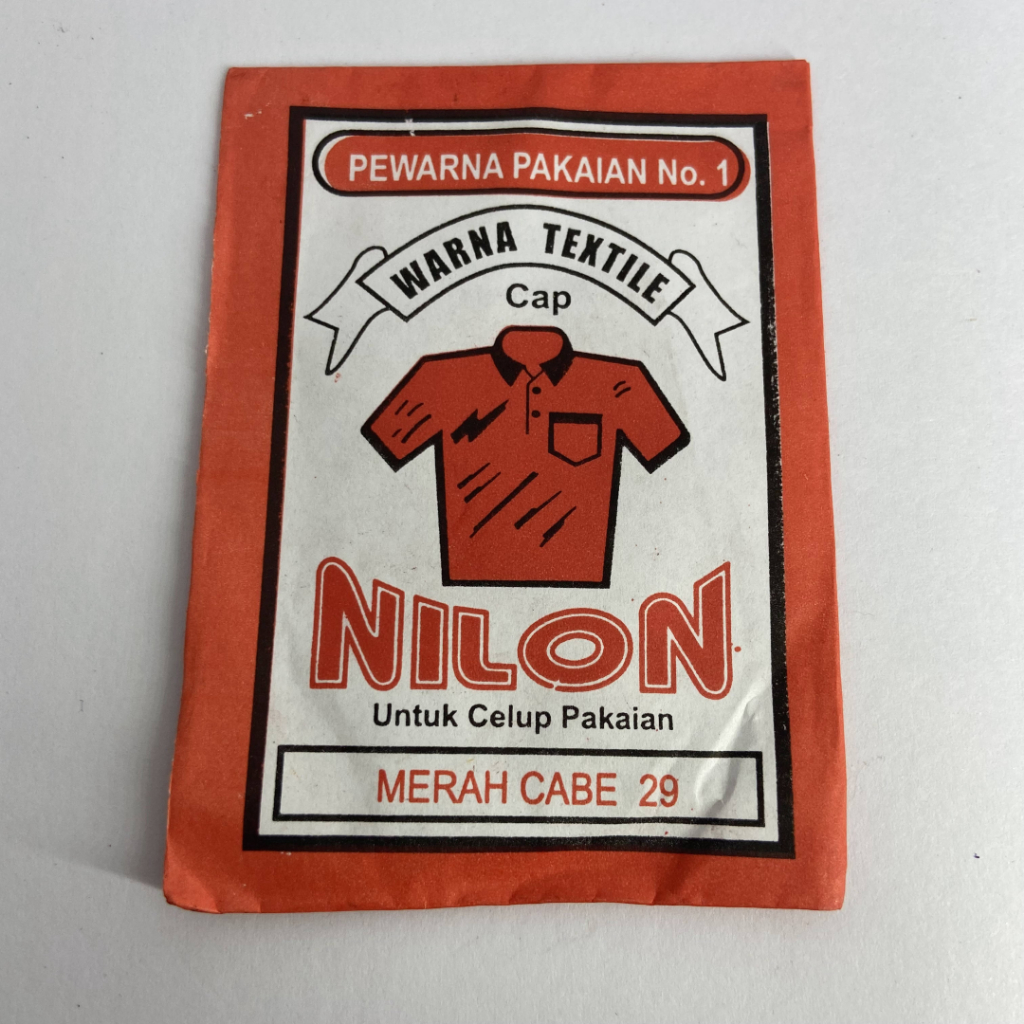 PEWARNA PAKAIAN No. 1
WARNA TEXTILE
Cap
NILON
Untuk Celup Pakaian
MERAH CABE 29